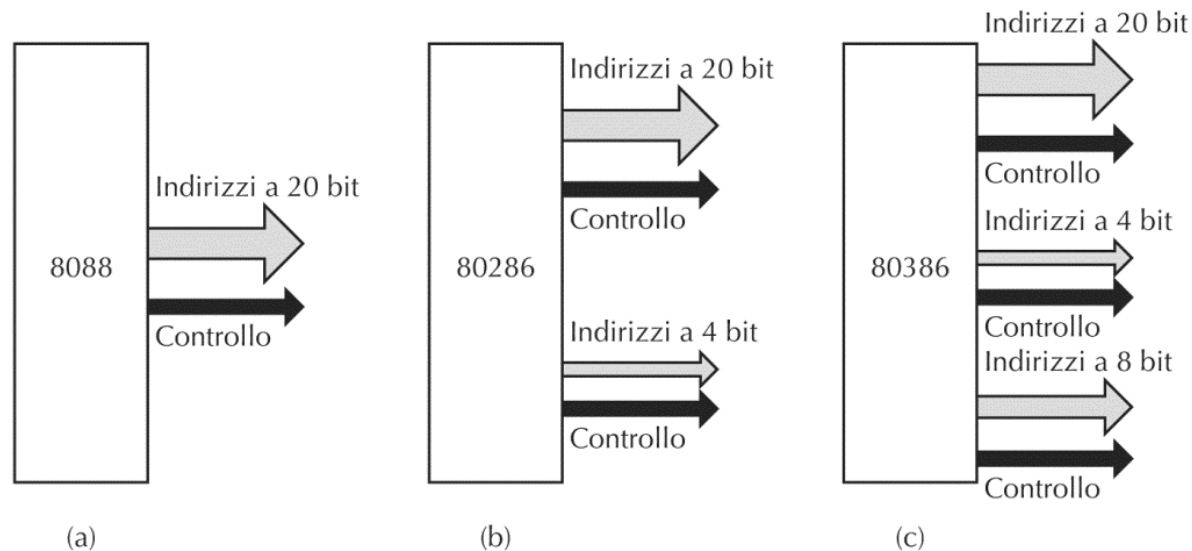 8088
Indirizzi a 20 bit
Controllo
(a)
80286
Indirizzi a 20 bit
Controllo
Indirizzi a 4 bit
Controllo
(b)
80386
Indirizzi a 20 bit
Controllo
Indirizzi a 4 bit
Controllo
Indirizzi a 8 bit
Controllo
(c)